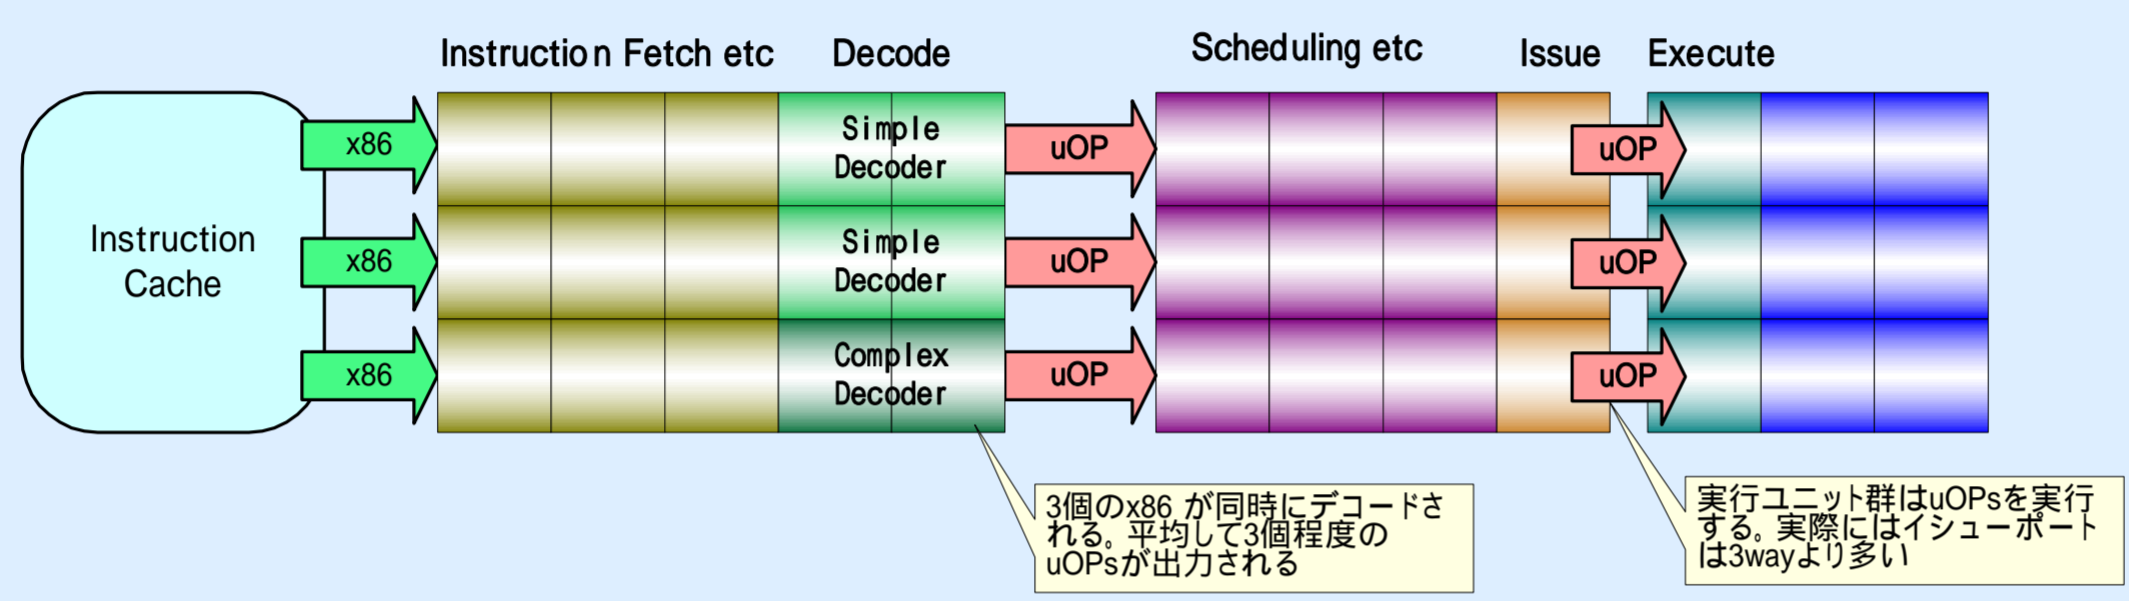 Instruction Fetch etc
Decode
Scheduling etc
Issue
Execute
Instruction
Cache
x86
x86
x86
Simple
Decoder
Simple
Decoder
Complex
Decoder
uOP
uOP
uOP
uOP
uOP
uOP
3個のx86 が同時にデコードさ
れる。平均して3個程度の
uOPsが出力される
実行ユニット群はuOPsを実行
する。実際にはイシューポート
は3wayより多い